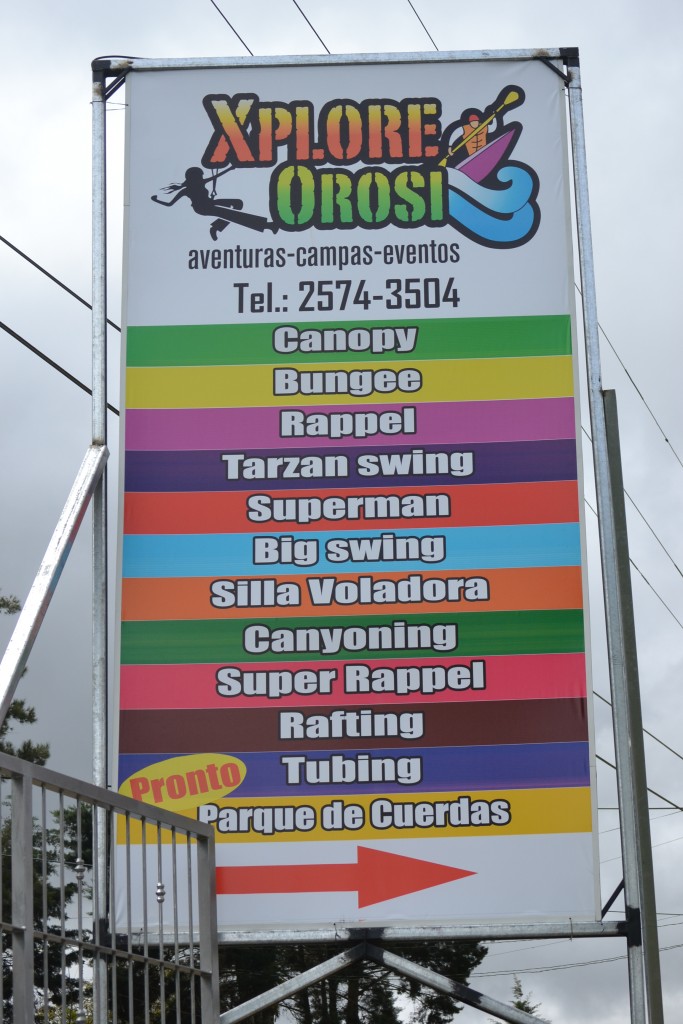 XPLORE
OROSI
aventuras-campas-eventos
Tel.: 2574-3504
Canopy
Bungee
Rappel
Tarzan swing
Superman
Big swing
Silla Voladora
Canyoning
Super Rappel
Rafting
Tubing
Pronto
Parque de Cuerdas